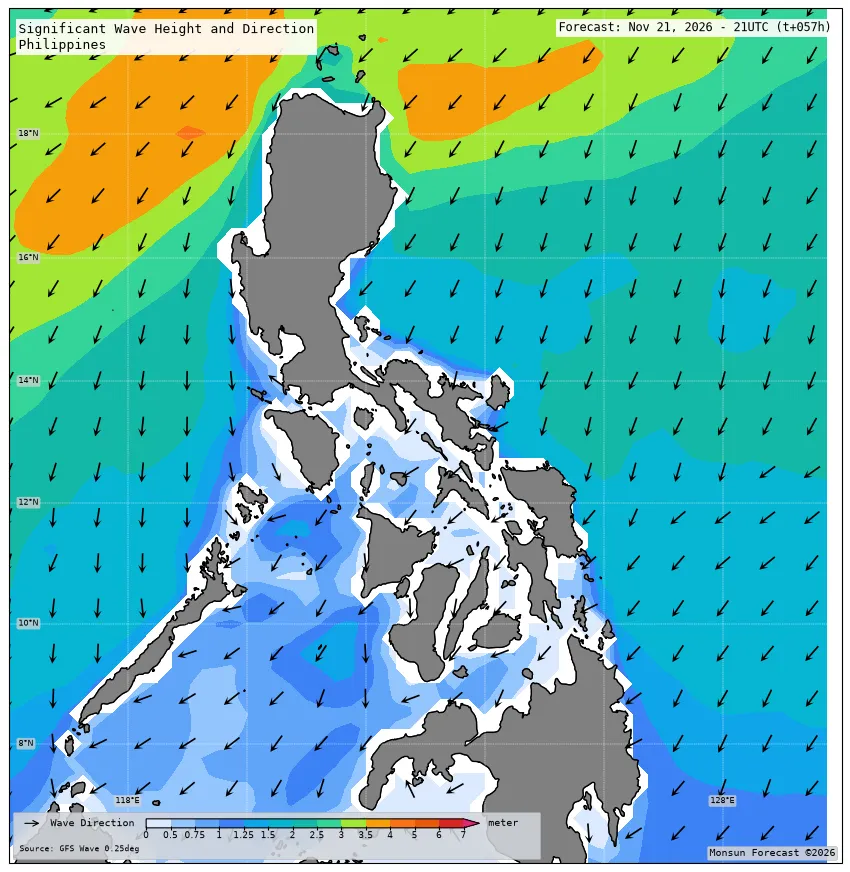 Significant Wave Height and Direction
Philippines
Forecast: Nov 21, 2026 - 21UTC (t+057h)
18°N
16°N
14°N
12°N
10°N
8°N
118°E
128°E
Wave Direction
0 0.5 0.75 1 1.25 1.5 2 2.5 3 3.5 4 5 6 7
meter
Source: GFS Wave 0.25deg
Monsun Forecast ©2026